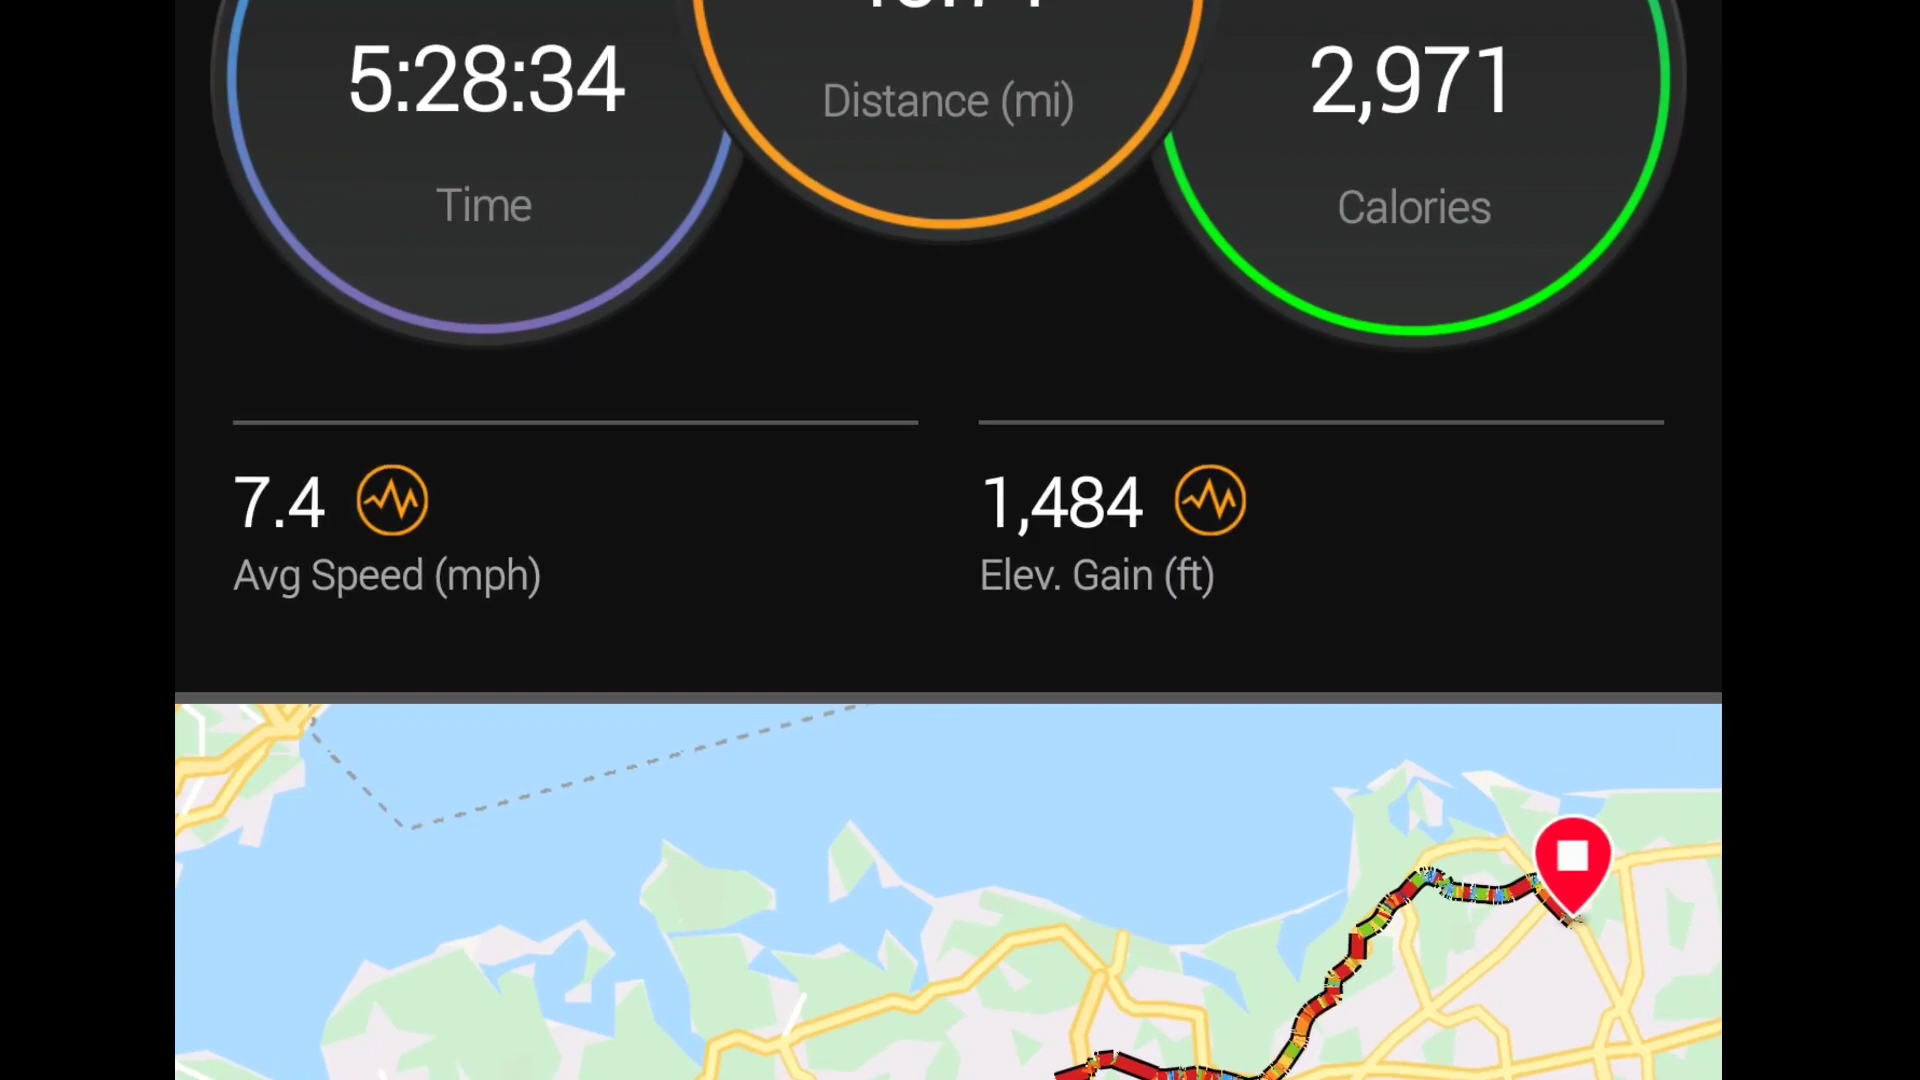 5:28:34
Distance (mi)
2,971
Time
Calories
7.4
1,484
Avg Speed (mph)
Elev. Gain (ft)